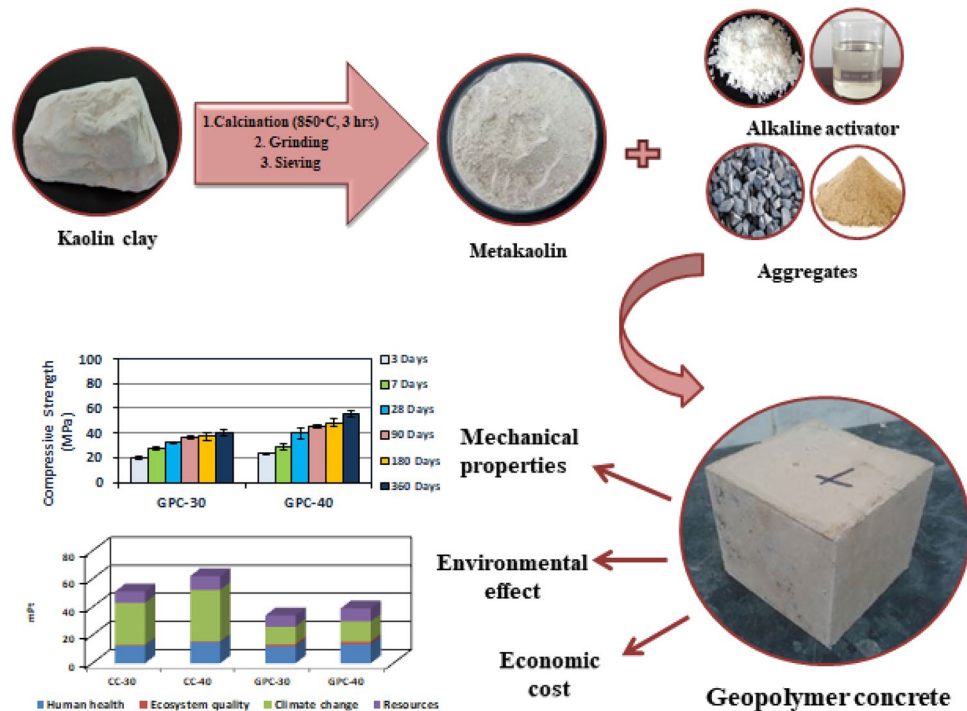 1.Calcination (850°C, 3 hrs)
2. Grinding
3. Sieving
Kaolin clay
Metakaolin
Alkaline activator
Aggregates
Compressive Strength
(MPa)
100
80
60
40
20
0
GPC-30 GPC-40
3 Days
7 Days
28 Days
90 Days
180 Days
360 Days
Mechanical
properties
Environmental
effect
Economic
cost
Geopolymer concrete
mPt
80
60
40
20
0
CC-30 CC-40 GPC-30 GPC-40
Human health Ecosystem quality Climate change Resources